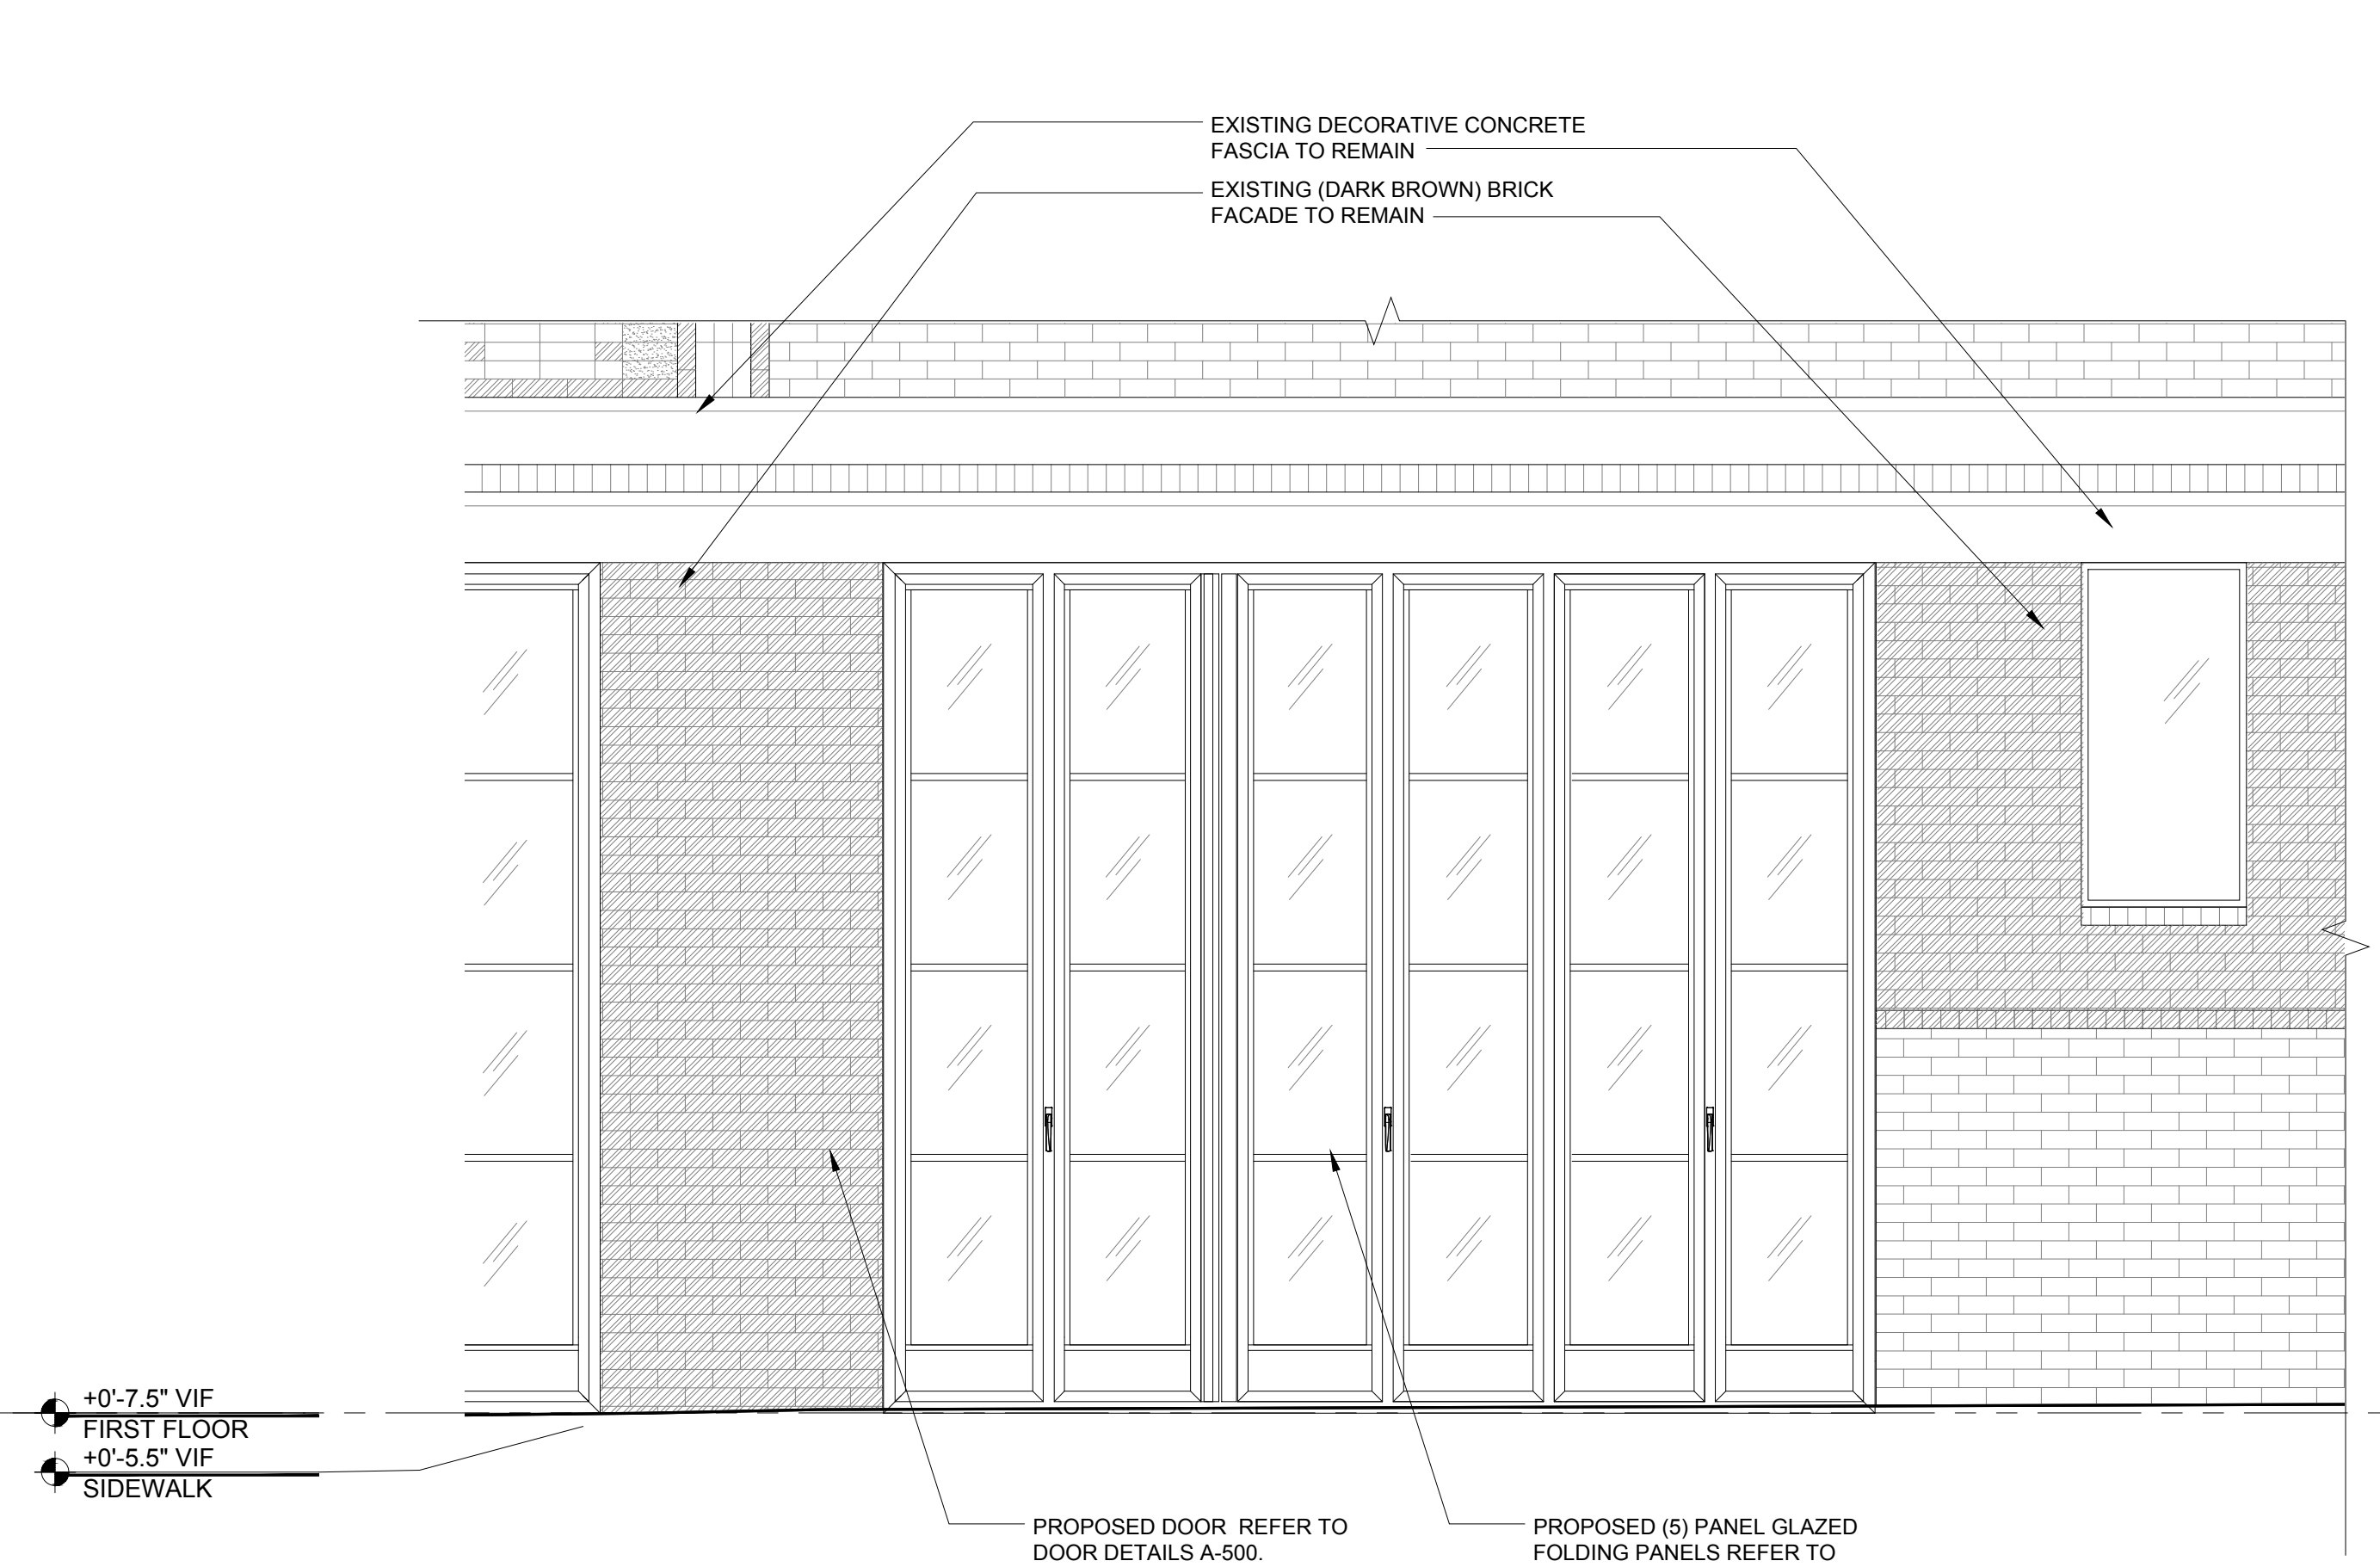 EXISTING DECORATIVE CONCRETE
FASCIA TO REMAIN
EXISTING (DARK BROWN) BRICK
FACADE TO REMAIN
+0'-7.5" VIF
FIRST FLOOR
+0'-5.5" VIF
SIDEWALK
PROPOSED DOOR REFER TO
DOOR DETAILS A-500.
PROPOSED (5) PANEL GLAZED
FOLDING PANELS REFER TO